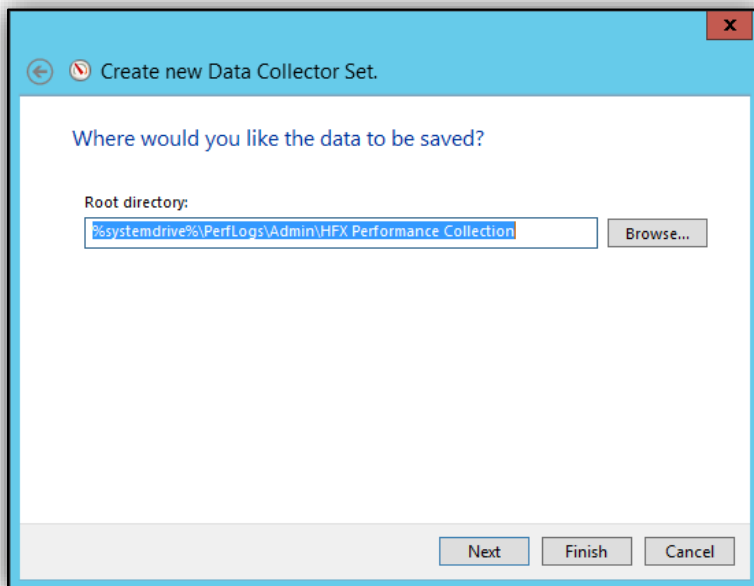 x
Create new Data Collector Set.
Where would you like the data to be saved?
Root directory:
%systemdrive%\PerfLogs\Admin\HFX Performance Collection
Browse...
Next
Finish
Cancel